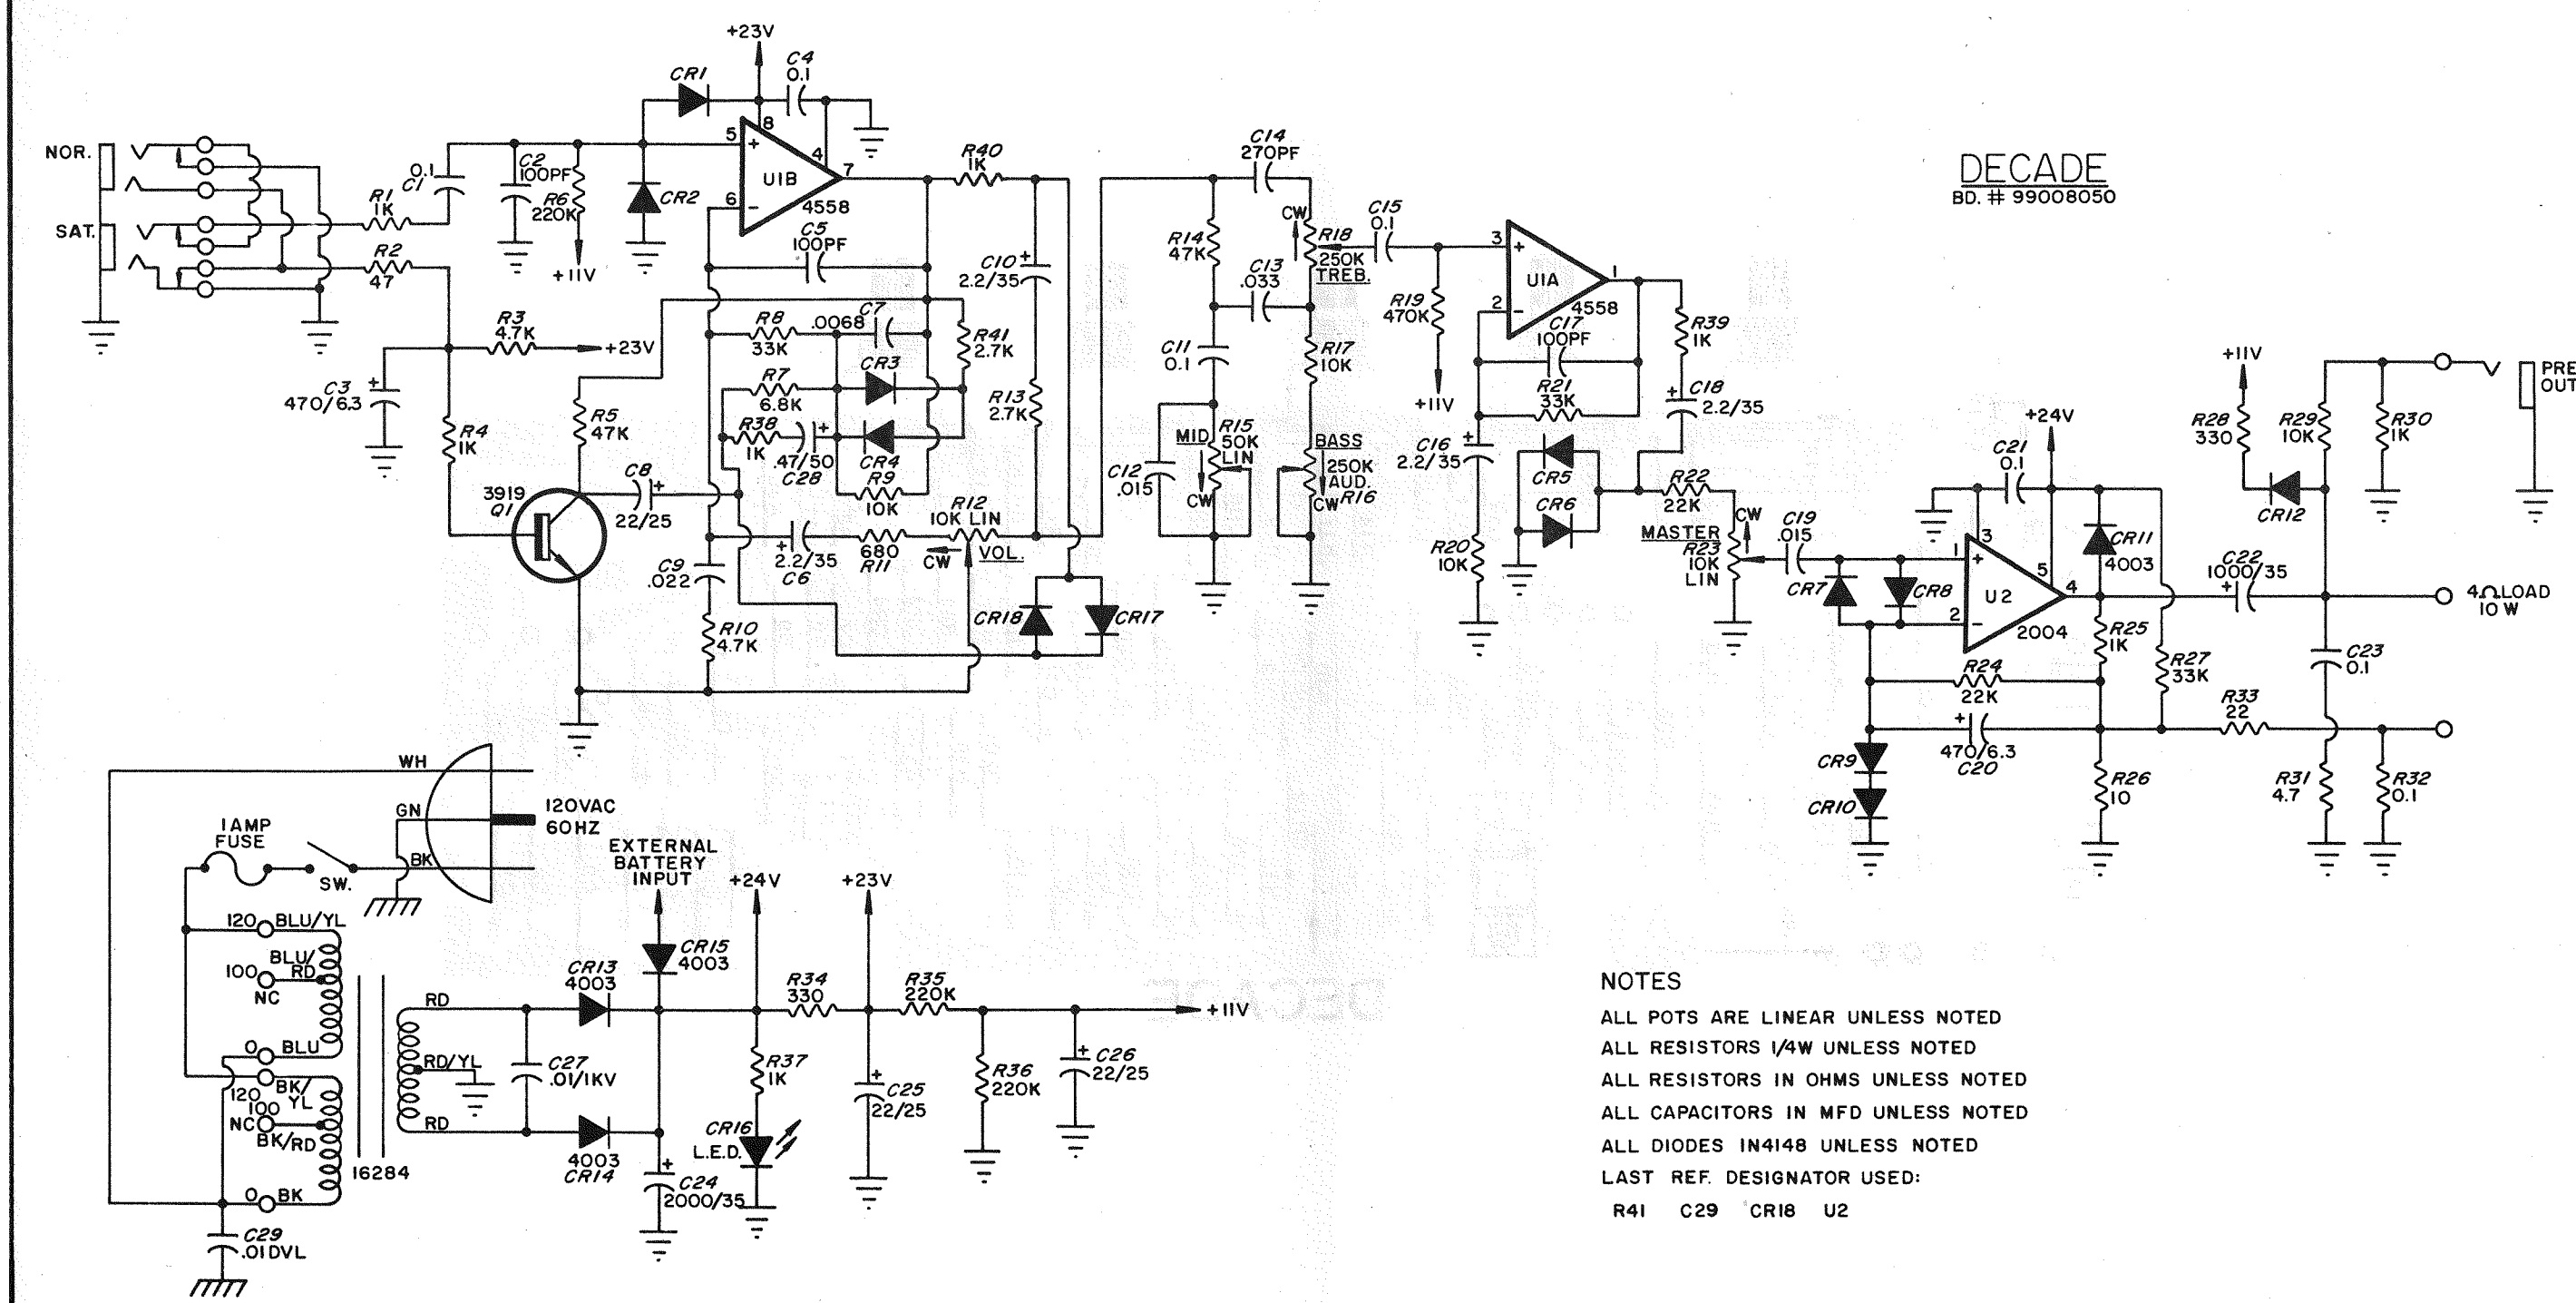 DECADE
BD. # 99008050
NOR.
SAT.
R1
1K
R2
47
0.1
C1
C2
100PF
R6
220K
+11V
CR1
CR2
+23V
C4
0.1
5
6
8
4
7
U1B
4558
C5
100PF
R40
1K
R3
4.7K
+23V
C3
470/6.3
R4
1K
R5
47K
3919
Q1
C8
22/25
R8
33K
C7
.0068
R41
2.7K
R7
6.8K
CR3
R38
1K
.47/50
C28
CR4
R9
10K
C10
2.2/35
R13
2.7K
R12
10K LIN
CW
VOL.
2.2/35
C6
680
R11
C9
.022
R10
4.7K
CR18
CR17
C14
270PF
R14
47K
C13
.033
CW
R18
250K
TREB.
C15
0.1
C11
0.1
R17
10K
C12
.015
MID
CW
R15
50K
LIN
BASS
250K
AUD.
R16
CW
R19
470K
+11V
3
2
1
U1A
4558
C17
100PF
R21
33K
R39
1K
C18
2.2/35
C16
2.2/35
R20
10K
CR5
CR6
R22
22K
MASTER
R23
10K
LIN
CW
C19
.015
CR7
CR8
1
2
3
5
4
U2
2004
C21
0.1
+24V
CR11
4003
R25
1K
R24
22K
R27
33K
470/6.3
C20
CR9
CR10
R26
10
R33
22
C22
1000/35
+11V
R28
330
R29
10K
R30
1K
CR12
PRE
OUT
4Ω LOAD
10 W
C23
0.1
R31
4.7
R32
0.1
WH
GN
BK
120VAC
60HZ
1 AMP
FUSE
SW.
120
BLU/YL
BLU/
RD
100
NC
0
BLU
BK/
YL
120
100
NC
BK/RD
0
BK
16284
C29
.01DVL
RD
RD/YL
RD
C27
.01/1KV
CR13
4003
4003
CR14
EXTERNAL
BATTERY
INPUT
CR15
4003
+24V
+23V
R34
330
R35
220K
+11V
R37
1K
CR16
L.E.D.
C24
2000/35
C25
22/25
R36
220K
C26
22/25
NOTES
ALL POTS ARE LINEAR UNLESS NOTED
ALL RESISTORS 1/4W UNLESS NOTED
ALL RESISTORS IN OHMS UNLESS NOTED
ALL CAPACITORS IN MFD UNLESS NOTED
ALL DIODES IN4148 UNLESS NOTED
LAST REF. DESIGNATOR USED:
R41 C29 CR18 U2